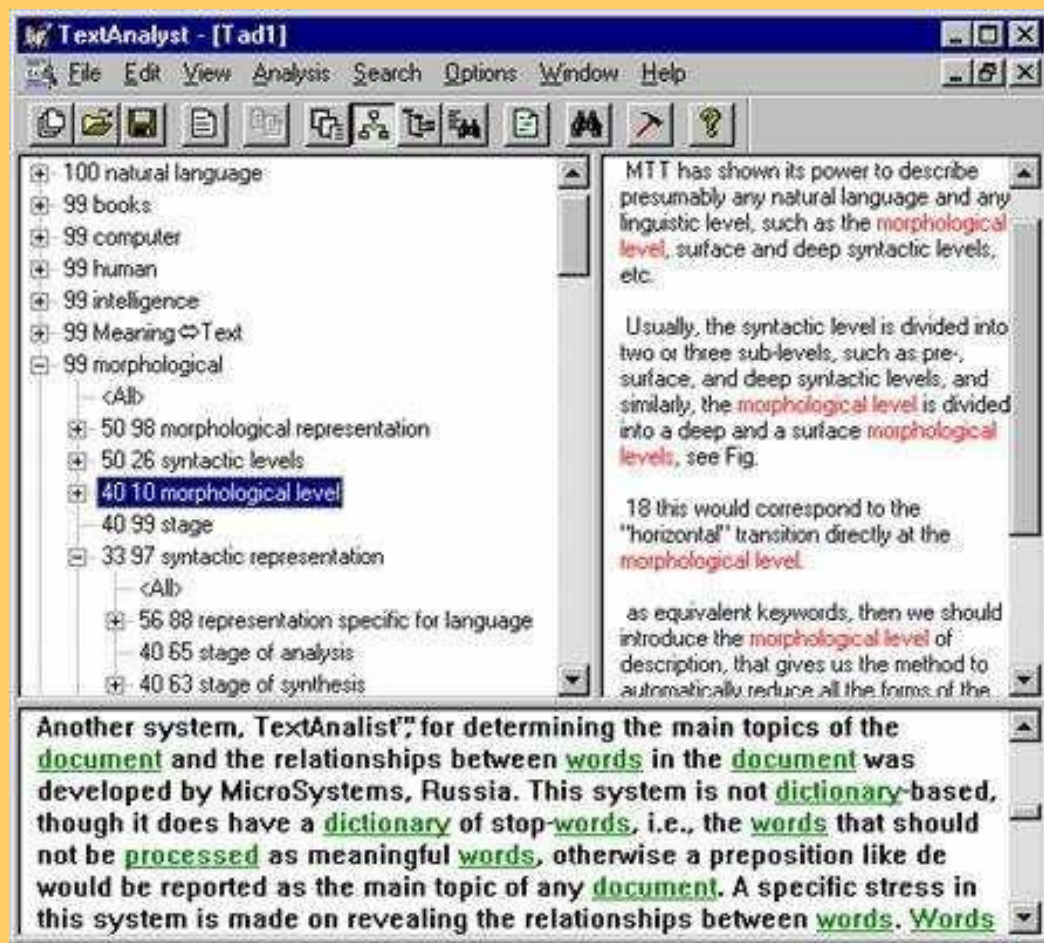 TextAnalyst - [Tad1]
File Edit View Analysis Search Options Window Help
100 natural language
99 books
99 computer
99 human
99 intelligence
99 Meaning⇔Text
99 morphological
<All>
50 98 morphological representation
50 26 syntactic levels
40 10 morphological level
40 99 stage
33 97 syntactic representation
<All>
56 88 representation specific for language
40 65 stage of analysis
40 63 stage of synthesis
MTT has shown its power to describe
presumably any natural language and any
linguistic level, such as the morphological
level, surface and deep syntactic levels,
etc.
Usually, the syntactic level is divided into
two or three sub-levels, such as pre-,
surface, and deep syntactic levels, and
similarly, the morphological level is divided
into a deep and a surface morphological
levels, see Fig.
18 this would correspond to the
"horizontal" transition directly at the
morphological level.
as equivalent keywords, then we should
introduce the morphological level of
description, that gives us the method to
automatically reduce all the forms of the
Another system, TextAnalist™, for determining the main topics of the
document and the relationships between words in the document was
developed by MicroSystems, Russia. This system is not dictionary-based,
though it does have a dictionary of stop-words, i.e., the words that should
not be processed as meaningful words, otherwise a preposition like de
would be reported as the main topic of any document. A specific stress in
this system is made on revealing the relationships between words. Words